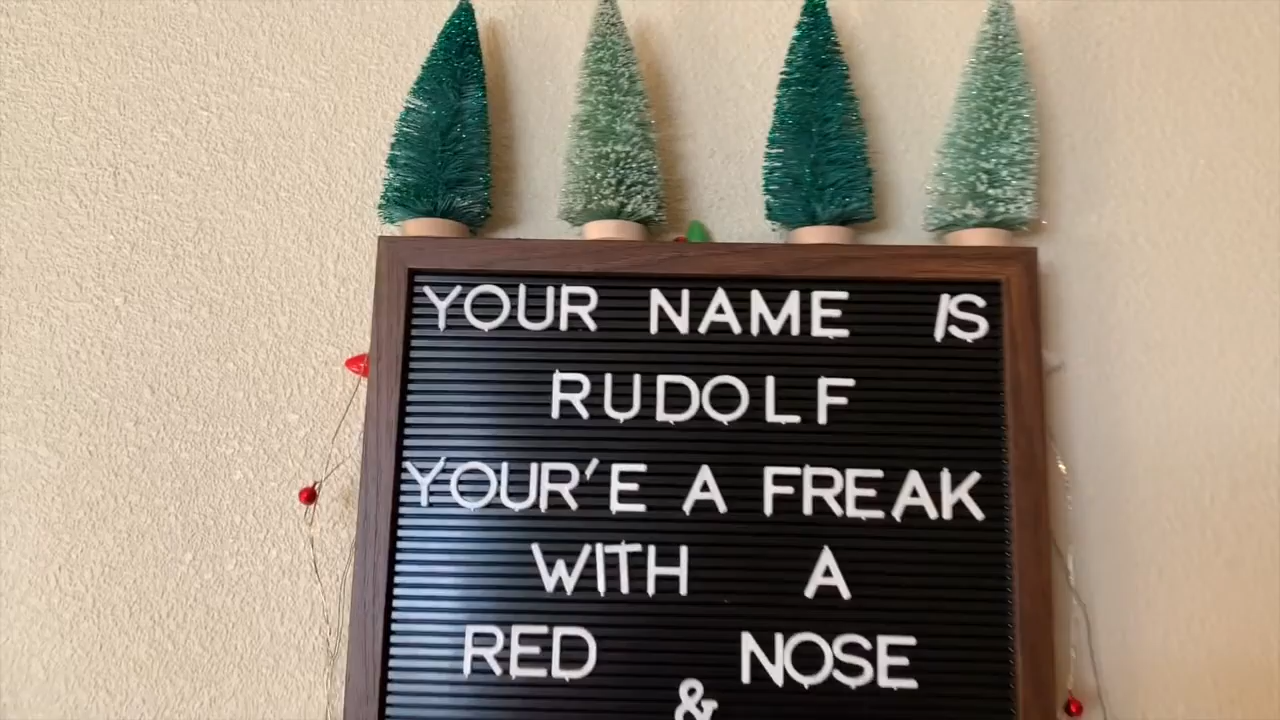 YOUR NAME IS
RUDOLF
YOUR'E A FREAK
WITH A
RED NOSE
&